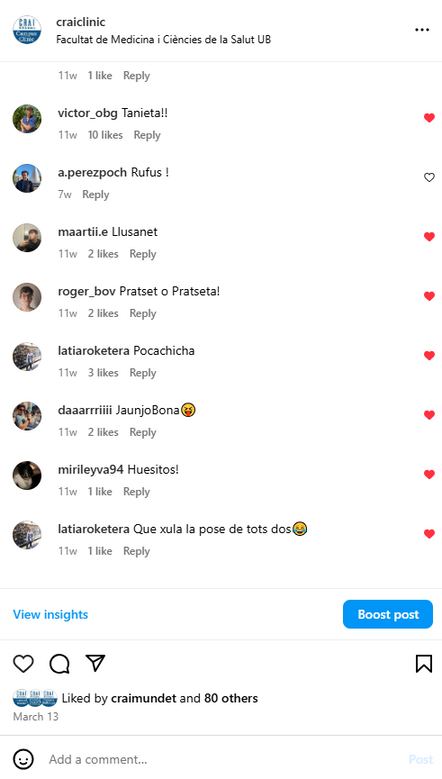 craiclinic
Facultat de Medicina i Ciències de la Salut UB
11w 1 like Reply
victor_obg Tanieta!!
11w 10 likes Reply
a.perezpoch Rufus !
7w Reply
maartii.e Llusanet
11w 2 likes Reply
roger_bov Pratset o Pratseta!
11w 2 likes Reply
latiaroketera Pocachicha
11w 3 likes Reply
daaarrriiii JaunjoBona😝
11w 2 likes Reply
mirileyva94 Huesitos!
11w 1 like Reply
latiaroketera Que xula la pose de tots dos😂
11w 1 like Reply
View insights
Boost post
Liked by craimundet and 80 others
March 13
Add a comment...
Post